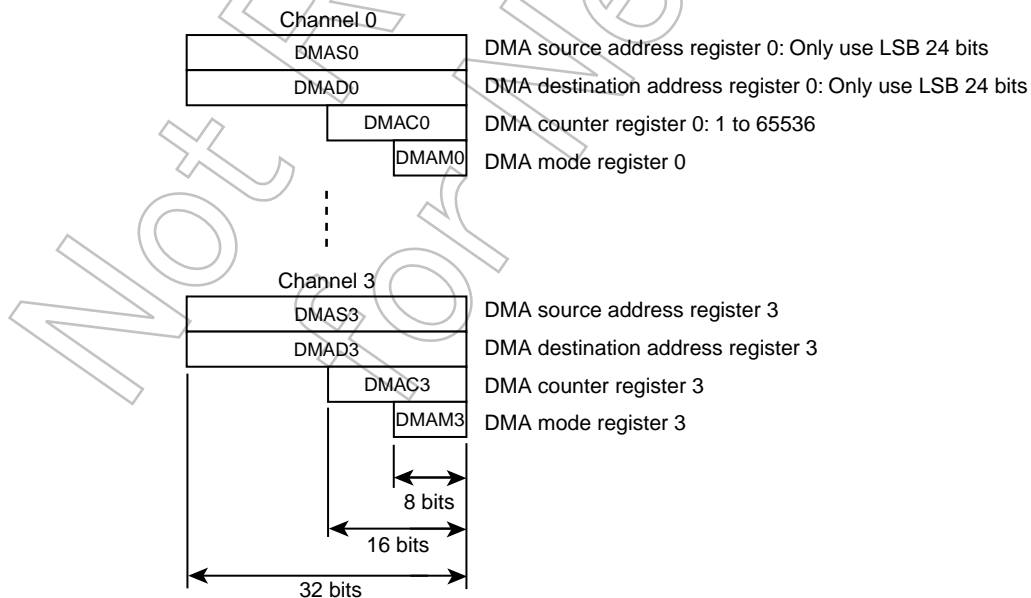 Channel 0
DMAS0 DMA source address register 0: Only use LSB 24 bits
DMAD0 DMA destination address register 0: Only use LSB 24 bits
DMAC0 DMA counter register 0: 1 to 65536
DMAM0 DMA mode register 0
Channel 3
DMAS3 DMA source address register 3
DMAD3 DMA destination address register 3
DMAC3 DMA counter register 3
DMAM3 DMA mode register 3
8 bits
16 bits
32 bits
Not
for